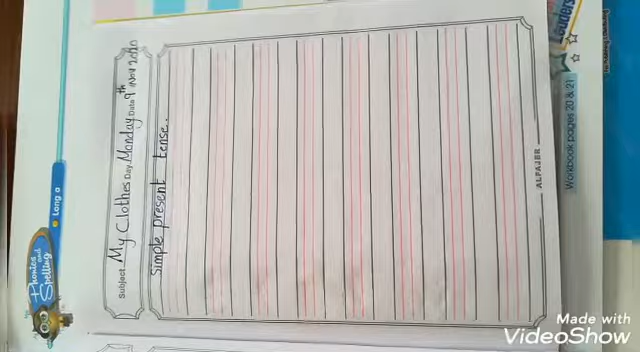 Phonics
and
Spelling
Long a
Subject: My Clothes Day: Monday Date: 9th Nov 2020
Simple present tense.
ALFAJER
Workbook pages 20 & 21
Leaders
Made with
VideoShow